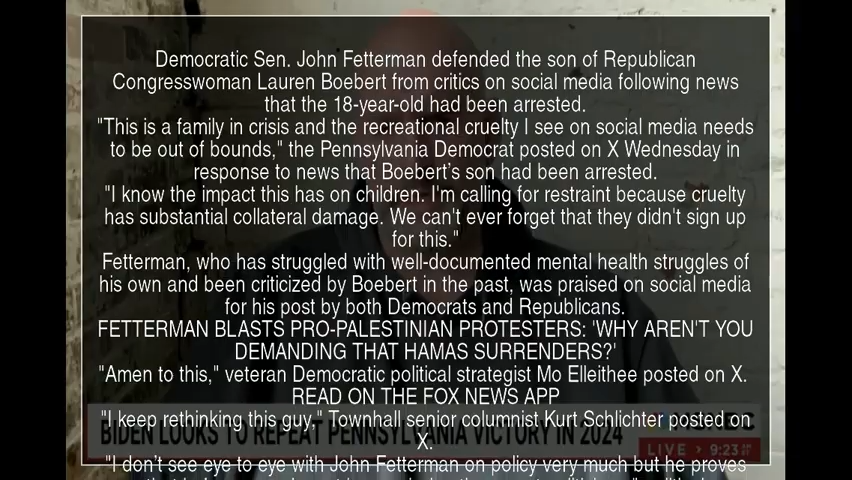 Democratic Sen. John Fetterman defended the son of Republican
Congresswoman Lauren Boebert from critics on social media following news
that the 18-year-old had been arrested.
"This is a family in crisis and the recreational cruelty I see on social media needs
to be out of bounds," the Pennsylvania Democrat posted on X Wednesday in
response to news that Boebert's son had been arrested.
"I know the impact this has on children. I'm calling for restraint because cruelty
has substantial collateral damage. We can't ever forget that they didn't sign up
for this."
Fetterman, who has struggled with well-documented mental health struggles of
his own and been criticized by Boebert in the past, was praised on social media
for his post by both Democrats and Republicans.
FETTERMAN BLASTS PRO-PALESTINIAN PROTESTERS: 'WHY AREN'T YOU
DEMANDING THAT HAMAS SURRENDERS?'
"Amen to this," veteran Democratic political strategist Mo Elleithee posted on X.
READ ON THE FOX NEWS APP
"I keep rethinking this guy," Townhall senior columnist Kurt Schlichter posted on
X.
BIDEN LOOKS TO REPEAT PENNSYLVANIA VICTORY IN 2024
LIVE 9:23
"I don't see eye to eye with John Fetterman on policy very much but he proves